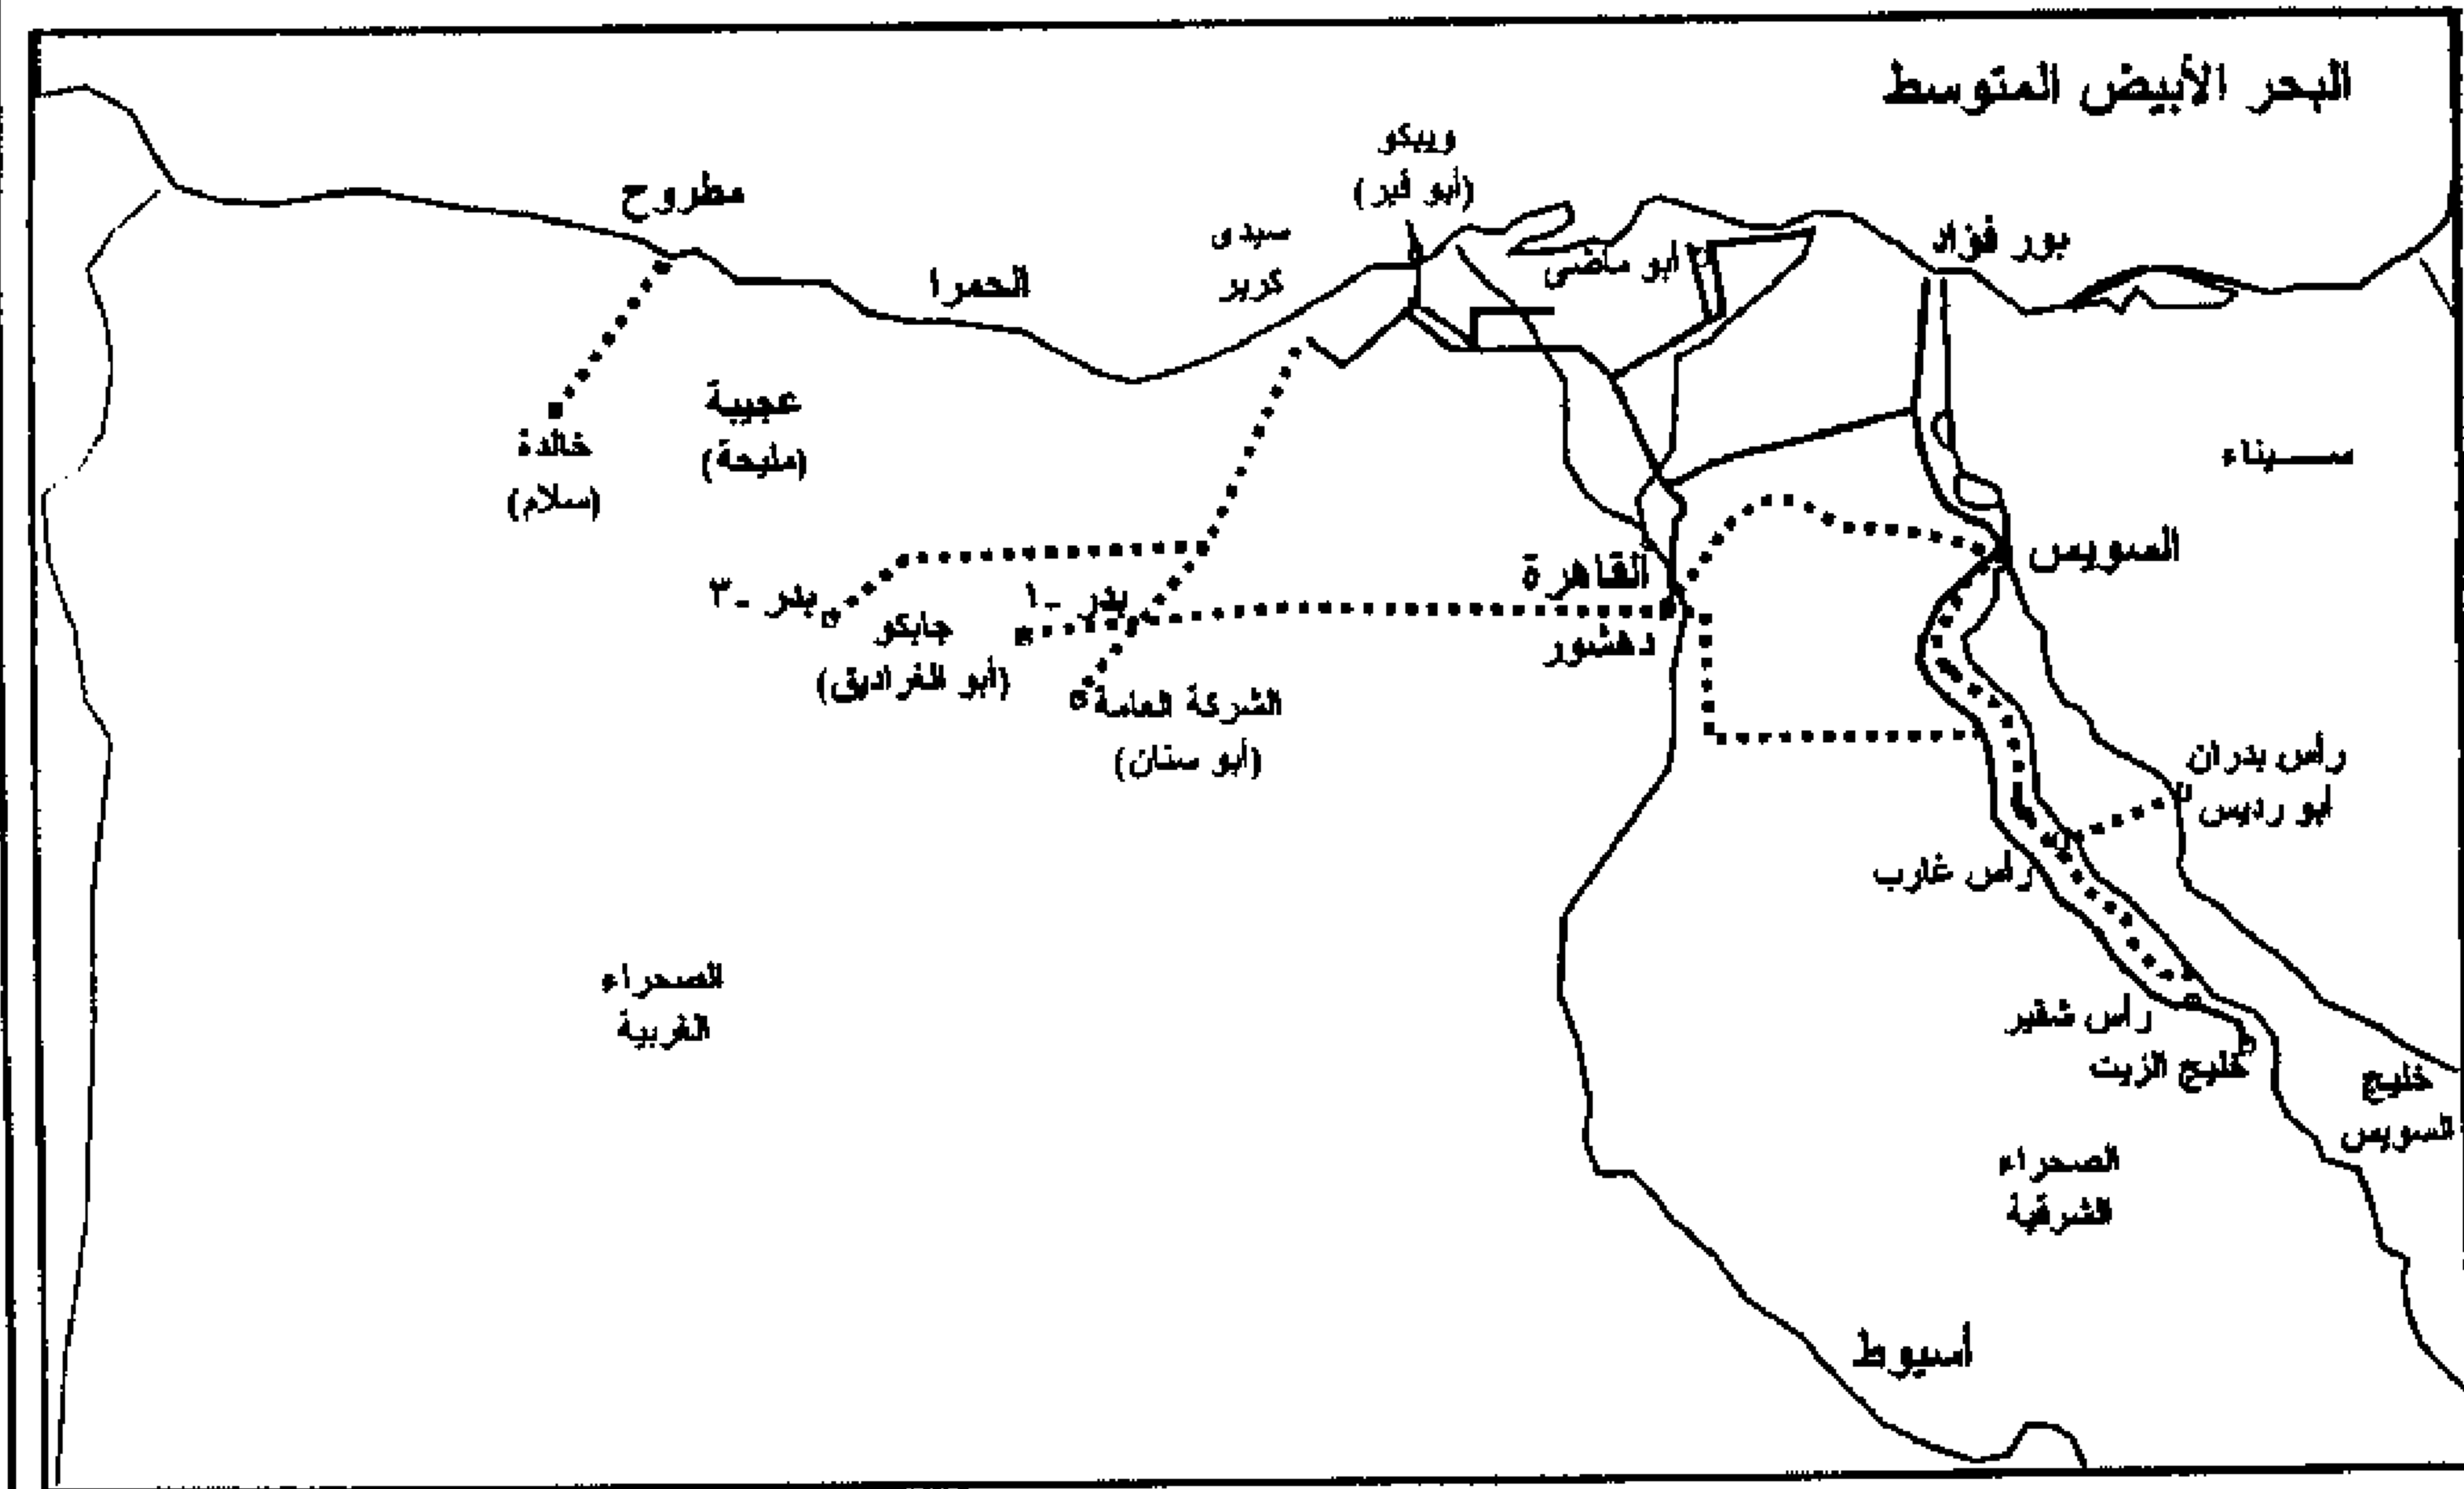 البحر الأبيض المتوسط
ويبكو
(أبو قير)
مطروح
سيدى
كرير
الحمرا
أبو ماضى
بور فؤاد
عجيبة
(مليحة)
خالدة
(سلام)
سيناء
السويس
القاهرة
دهشور
بدر - ٣
بدر - ١
جابكو
(أبو الغراديق)
الشركة العامة
(أبو سنان)
رأس بدران
أبو رديس
رأس غارب
الصحراء
الغربية
رأس شقير
خليج الزيت
خليج
السويس
الصحراء
الشرقية
أسيوط